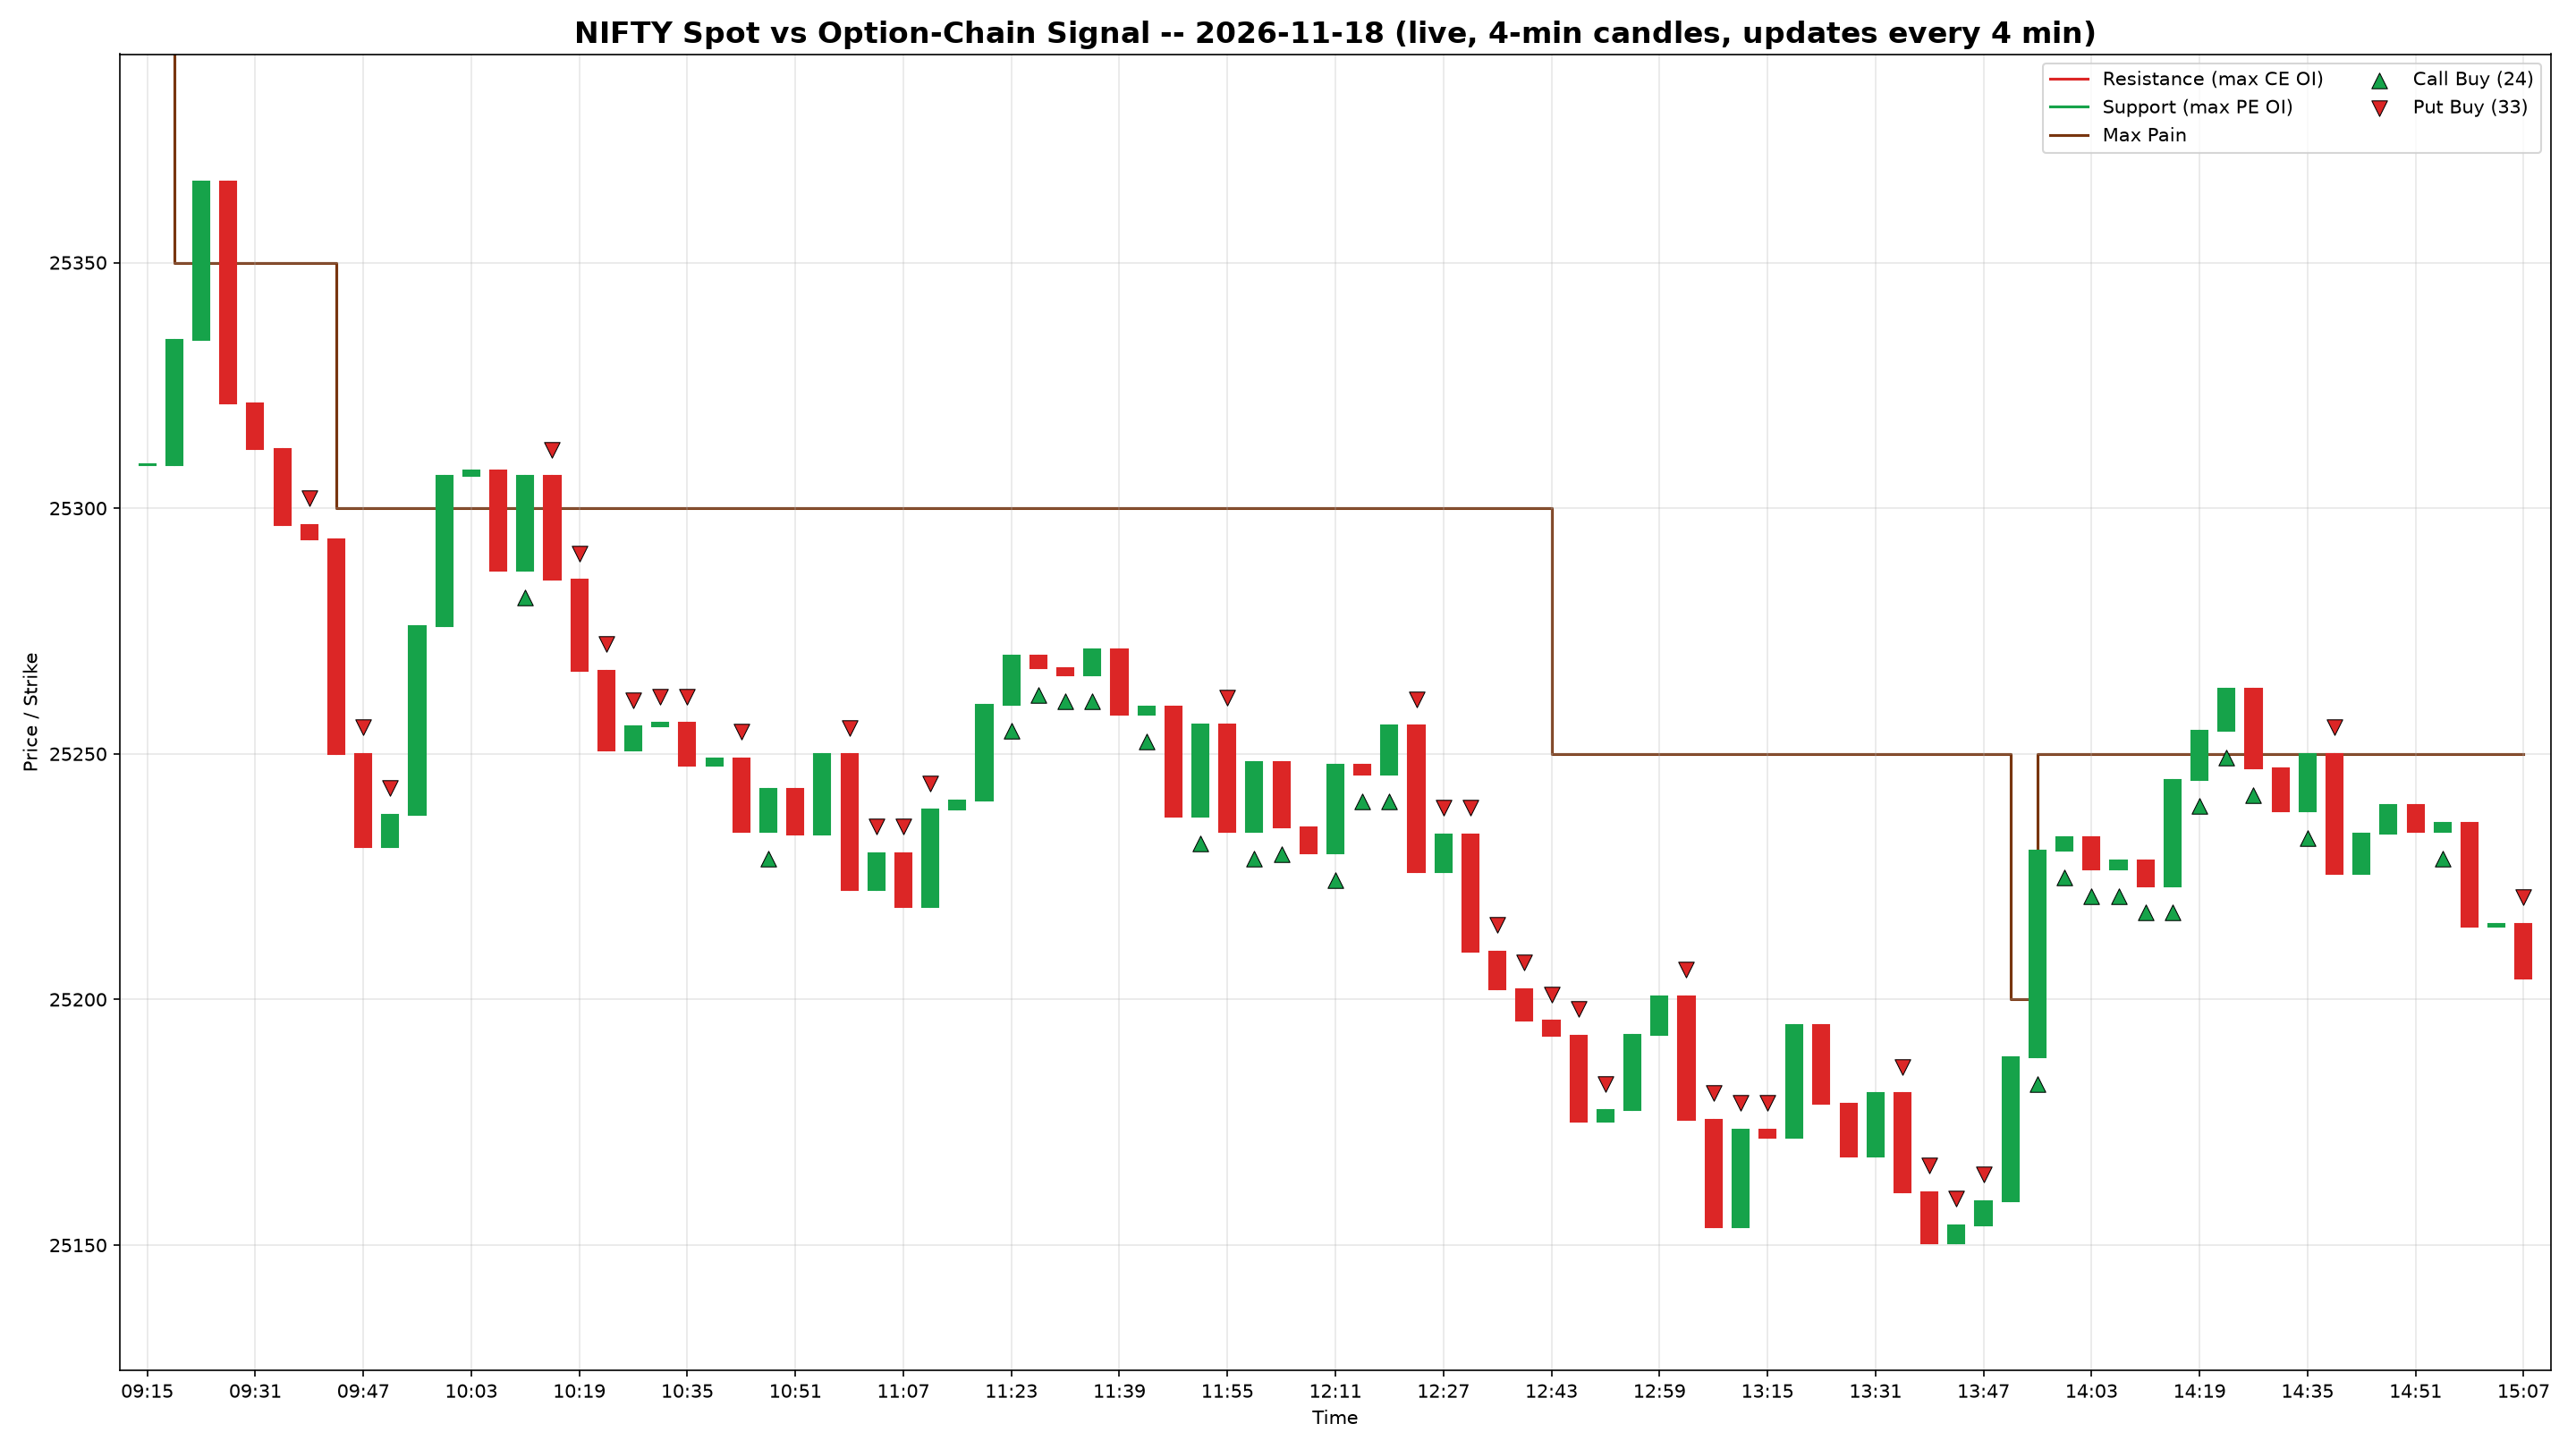 NIFTY Spot vs Option-Chain Signal -- 2026-11-18 (live, 4-min candles, updates every 4 min)
Resistance (max CE OI)
Support (max PE OI)
Max Pain
Call Buy (24)
Put Buy (33)
Price / Strike
25350
25300
25250
25200
25150
09:15 09:31 09:47 10:03 10:19 10:35 10:51 11:07 11:23 11:39 11:55 12:11 12:27 12:43 12:59 13:15 13:31 13:47 14:03 14:19 14:35 14:51 15:07
Time